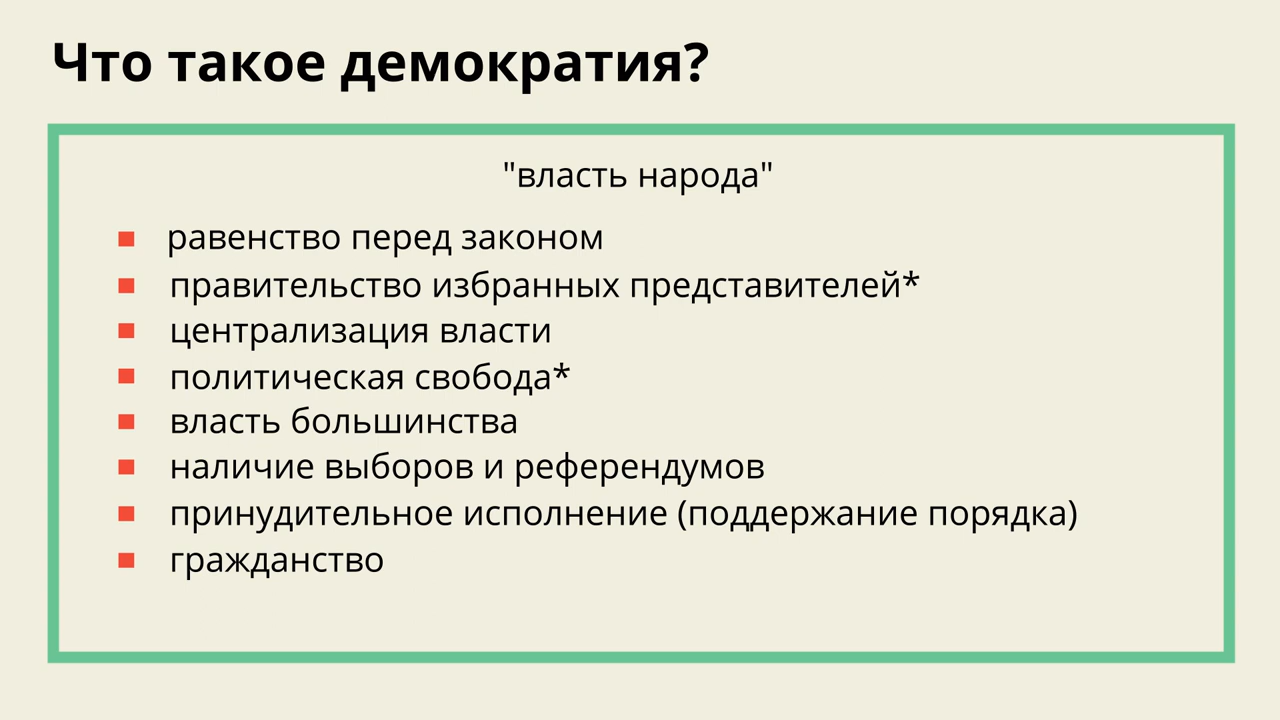 Что такое демократия?
"власть народа"
равенство перед законом
правительство избранных представителей*
централизация власти
политическая свобода*
власть большинства
наличие выборов и референдумов
принудительное исполнение (поддержание порядка)
гражданство